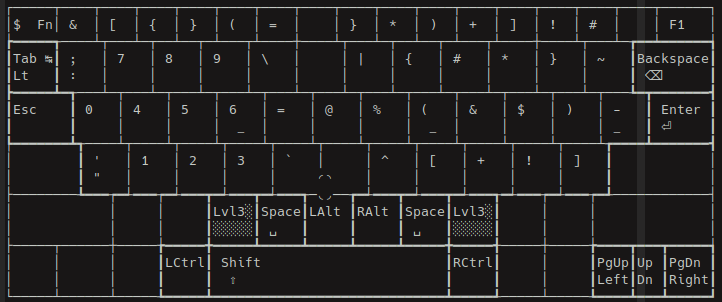 $ Fn & [ { } ( = } * ) + ] ! # F1
Tab ↹ ; 7 8 9 \ | { # * } ~ Backspace
Lt : ⌫
Esc 0 4 5 6 = @ % ( & $ ) - Enter
_ _ _ ⏎
' 1 2 3 ` ^ [ + ! ]
"
Lvl3 Space LAlt RAlt Space Lvl3
␣ ␣
LCtrl Shift RCtrl PgUp Up PgDn
⇧ Left Dn Right